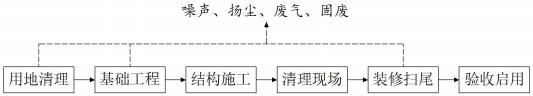 噪声、扬尘、废气、固废
用地清理
基础工程
结构施工
清理现场
装修扫尾
验收启用